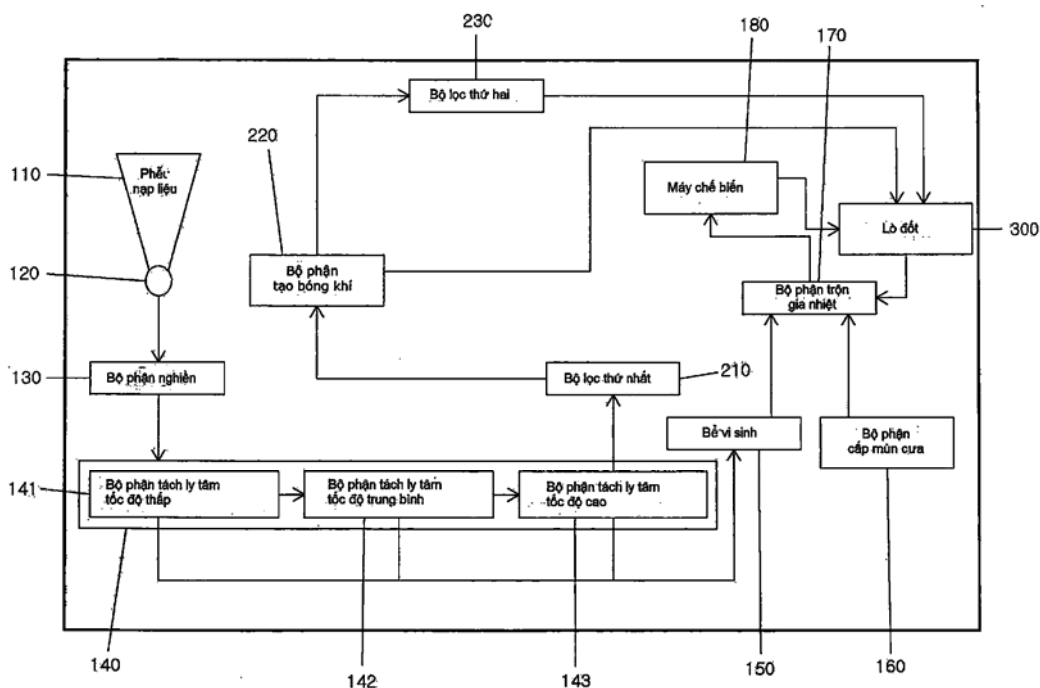 230
180
170
Bộ lọc thứ hai
220
110
Phễu
nạp liệu
Máy chế biến
Lò đốt
300
120
Bộ phận
tạo bóng khí
Bộ phận trộn
gia nhiệt
130
Bộ phận nghiền
Bộ lọc thứ nhất
210
Bể vi sinh
Bộ phận
cấp mùn cưa
141
Bộ phận tách ly tâm
tốc độ thấp
Bộ phận tách ly tâm
tốc độ trung bình
Bộ phận tách ly tâm
tốc độ cao
140
142
143
150
160